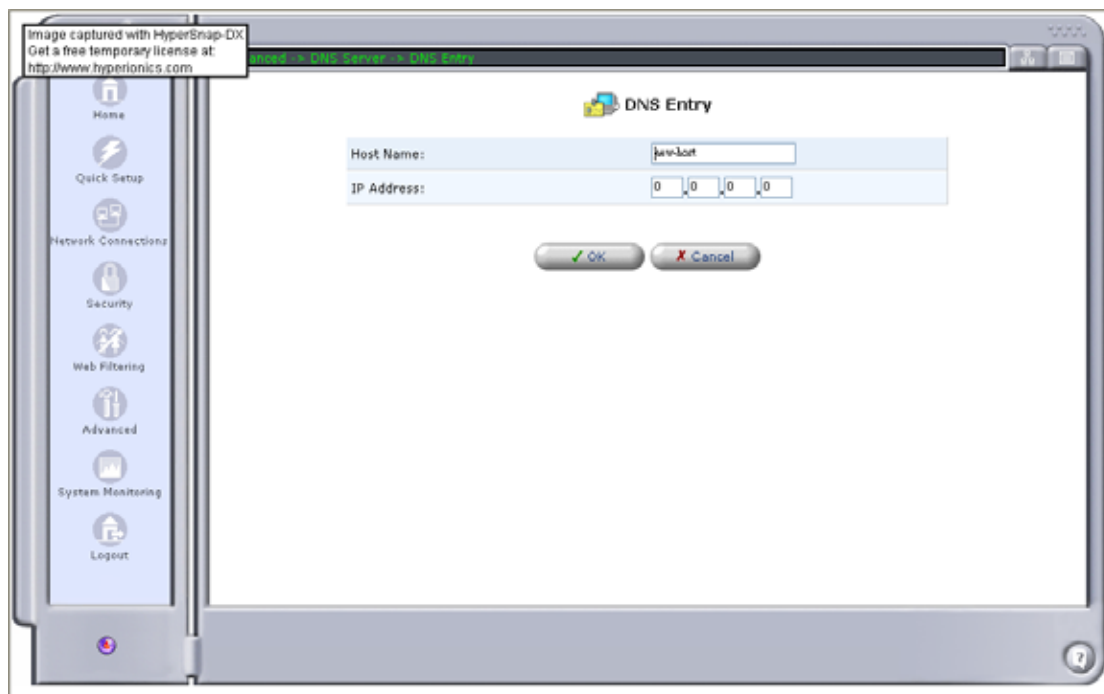 Image captured with HyperSnap-DX
Get a free temporary license at:
http://www.hyperionics.com
anced -> DNS Server -> DNS Entry
DNS Entry
Host Name: new-host
IP Address: 0 . 0 . 0 . 0
OK Cancel
Home
Quick Setup
Network Connections
Security
Web Filtering
Advanced
System Monitoring
Logout
?